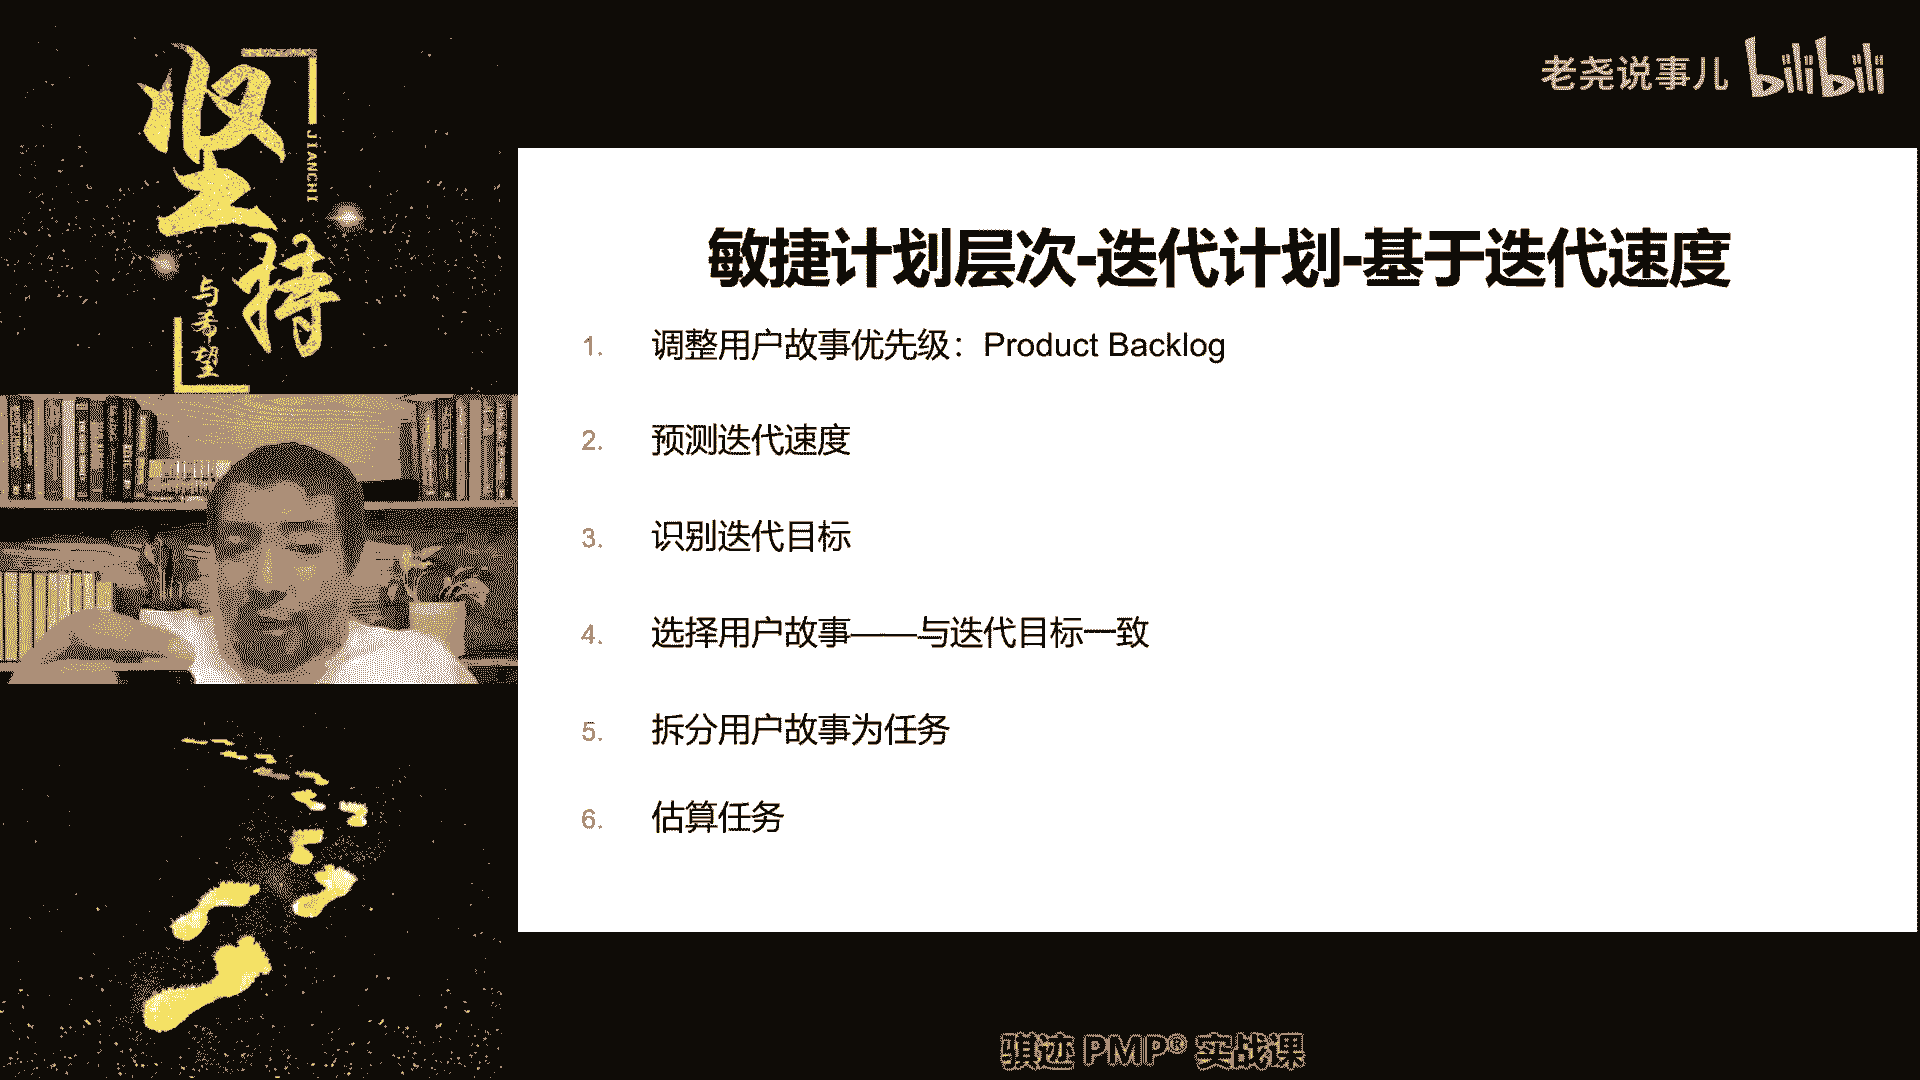 坚持
JIANCHI
与希望
老尧说事儿 bilibili
敏捷计划层次-迭代计划-基于迭代速度
1. 调整用户故事优先级：Product Backlog
2. 预测迭代速度
3. 识别迭代目标
4. 选择用户故事——与迭代目标一致
5. 拆分用户故事为任务
6. 估算任务
骐迹 PMP® 实战课